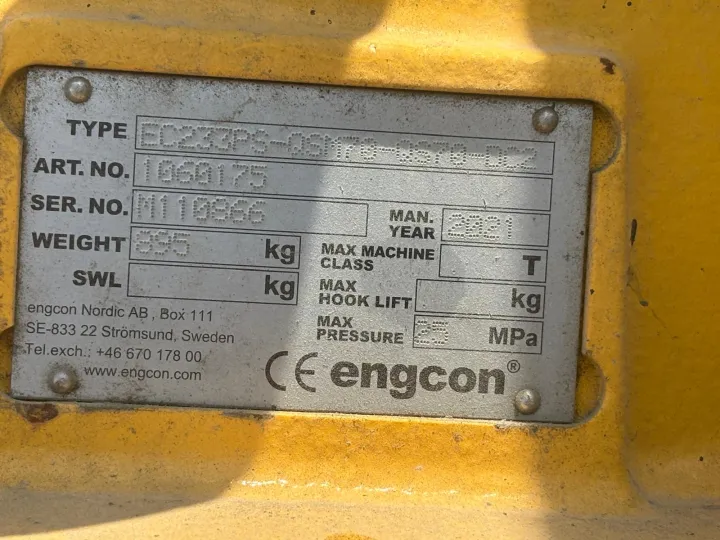 TYPE EC233PS-QSM70-QS70-DC2
ART. NO. 1060175
SER. NO. M110966
MAN. YEAR 2021
WEIGHT 895 kg
MAX MACHINE CLASS T
SWL kg
MAX HOOK LIFT kg
MAX PRESSURE 25 MPa
engcon Nordic AB , Box 111
SE-833 22 Strömsund, Sweden
Tel.exch.: +46 670 178 00
www.engcon.com
CE engcon®